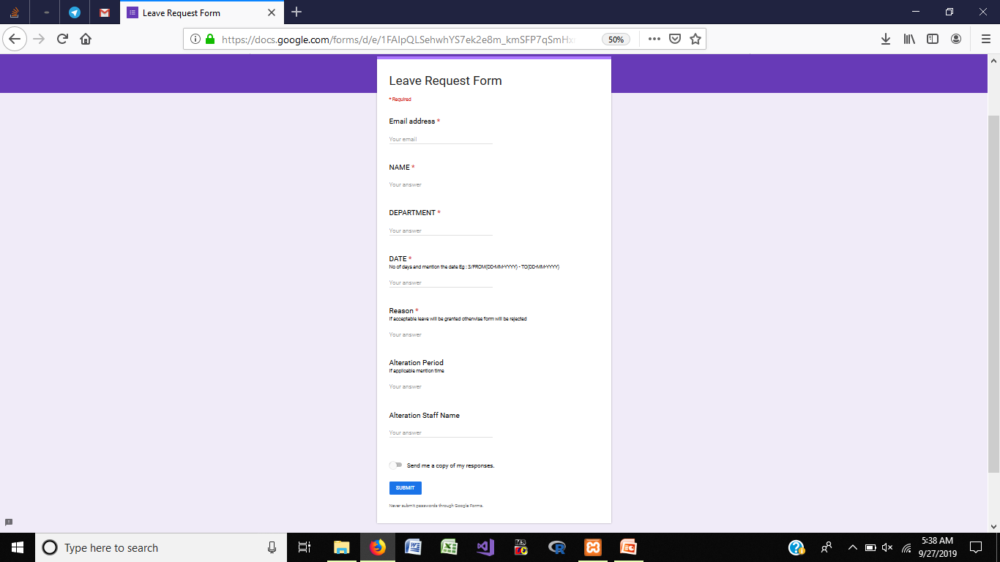 Leave Request Form
https://docs.google.com/forms/d/e/1FAIpQLSehwhYS7ek2e8m_kmSFP7qSmHx
50%
Leave Request Form
* Required
Email address *
Your email
NAME *
Your answer
DEPARTMENT *
Your answer
DATE *
No of days and mention the date Eg : 3/FROM(DD-MM-YYYY) - TO(DD-MM-YYYY)
Your answer
Reason *
If acceptable leave will be granted otherwise form will be rejected
Your answer
Alteration Period
If applicable mention time
Your answer
Alteration Staff Name
Your answer
Send me a copy of my responses.
SUBMIT
Never submit passwords through Google Forms.
Type here to search
5:38 AM
9/27/2019